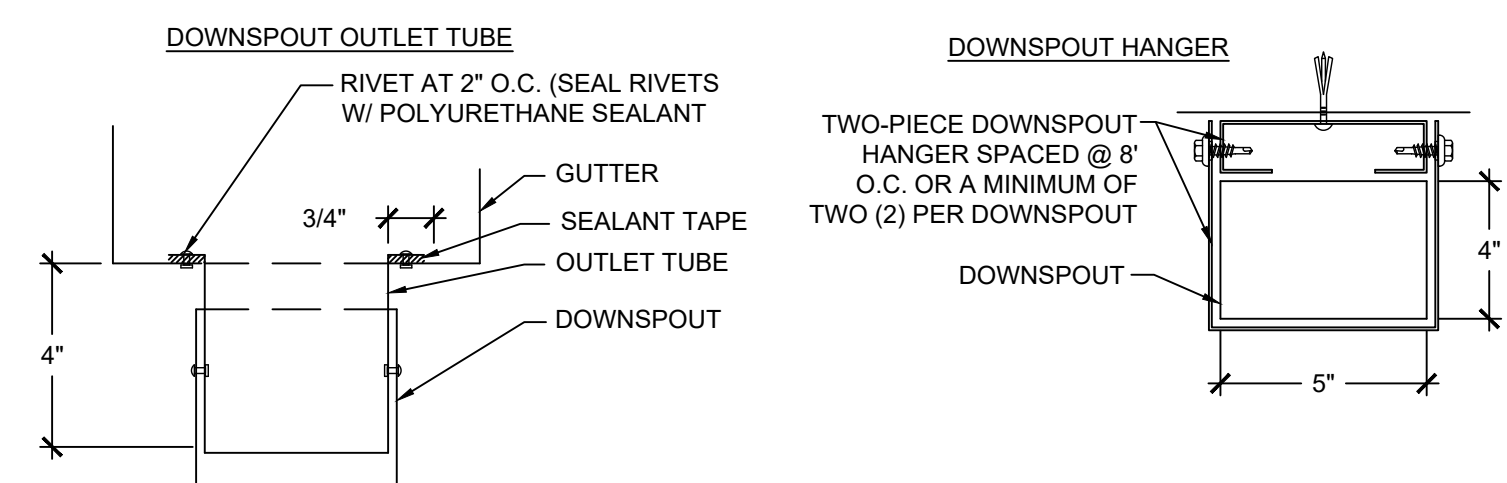 DOWNSPOUT OUTLET TUBE
RIVET AT 2" O.C. (SEAL RIVETS
W/ POLYURETHANE SEALANT
GUTTER
3/4"
SEALANT TAPE
OUTLET TUBE
DOWNSPOUT
4"
DOWNSPOUT HANGER
TWO-PIECE DOWNSPOUT
HANGER SPACED @ 8'
O.C. OR A MINIMUM OF
TWO (2) PER DOWNSPOUT
4"
DOWNSPOUT
5"